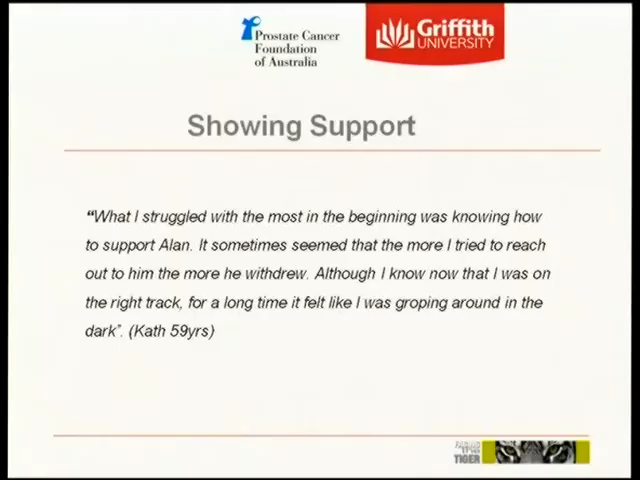 Prostate Cancer
Foundation
of Australia
Griffith
UNIVERSITY
Showing Support
“What I struggled with the most in the beginning was knowing how
to support Alan. It sometimes seemed that the more I tried to reach
out to him the more he withdrew. Although I know now that I was on
the right track, for a long time it felt like I was groping around in the
dark”. (Kath 59yrs)
TIGER